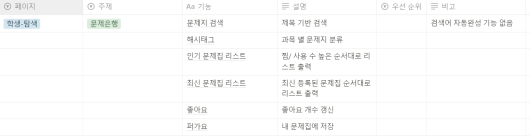 페이지 주제 Aa 기능 설명 우선 순위 비고
학생-탐색 문제은행 문제지 검색 제목 기반 검색 검색어 자동완성 기능 없음
해시태그 과목 별 문제지 분류
인기 문제집 리스트 찜/ 사용 수 높은 순서대로 리
스트 출력
최신 문제집 리스트 최신 등록된 문제집 순서대로
리스트 출력
좋아요 좋아요 개수 갱신
퍼가요 내 문제집에 저장